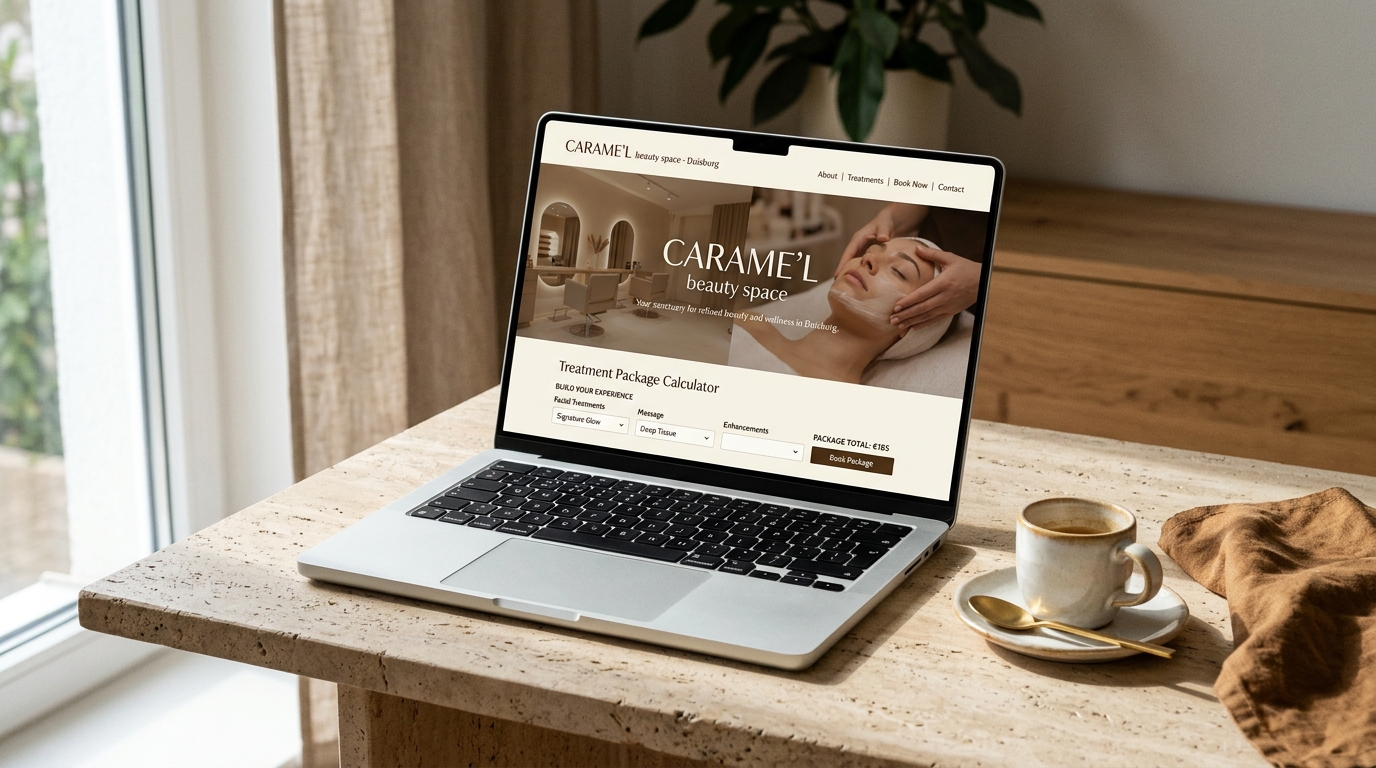 CARAME'L beauty space - Duisburg
About | Treatments | Book Now | Contact
CARAME'L
beauty space
Your sanctuary for refined beauty and wellness in Duisburg.
Treatment Package Calculator
BUILD YOUR EXPERIENCE
Facial Treatments
Signature Glow
Message
Deep Tissue
Enhancements
PACKAGE TOTAL: €185
Book Package